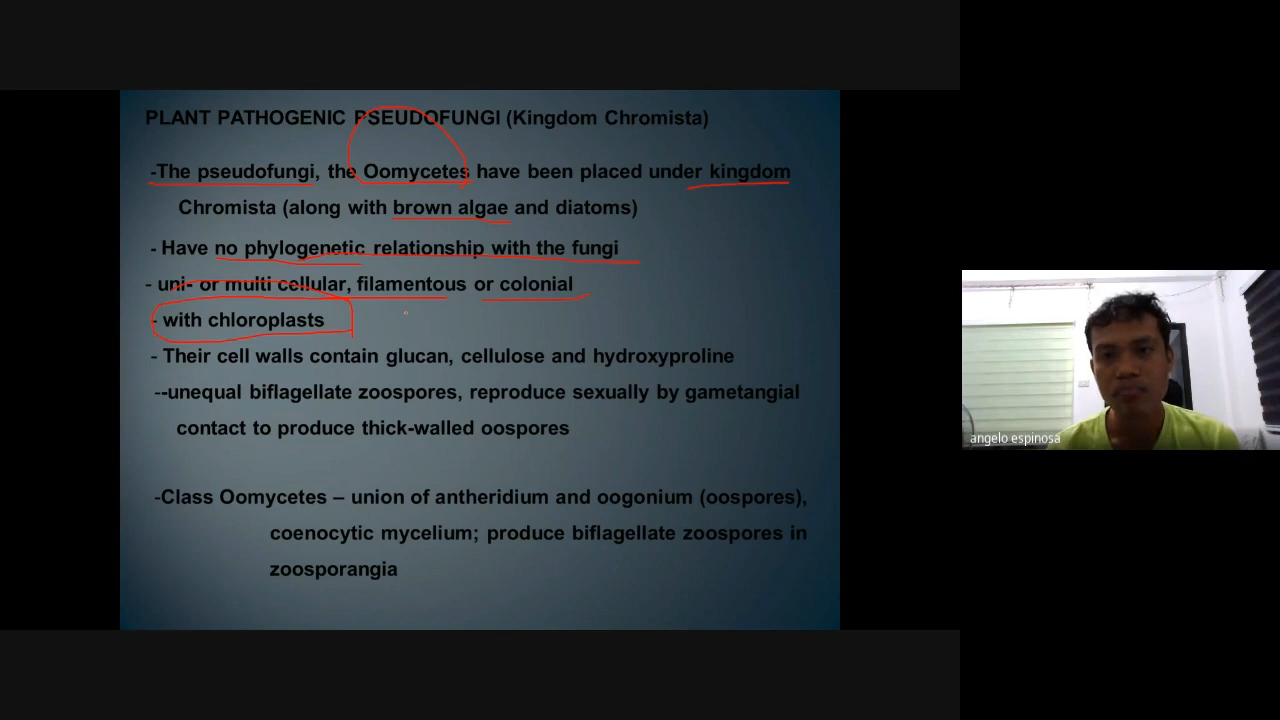 PLANT PATHOGENIC PSEUDOFUNGI (Kingdom Chromista)
-The pseudofungi, the Oomycetes have been placed under kingdom
Chromista (along with brown algae and diatoms)
- Have no phylogenetic relationship with the fungi
- uni- or multi cellular, filamentous or colonial
- with chloroplasts
- Their cell walls contain glucan, cellulose and hydroxyproline
--unequal biflagellate zoospores, reproduce sexually by gametangial
contact to produce thick-walled oospores
-Class Oomycetes – union of antheridium and oogonium (oospores),
coenocytic mycelium; produce biflagellate zoospores in
zoosporangia
angelo espinosa